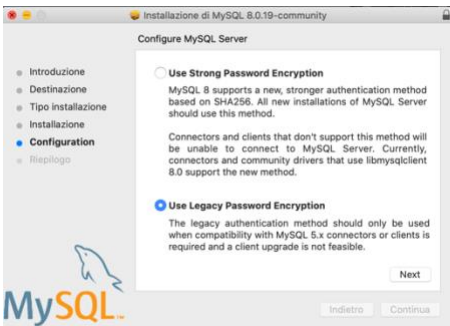 Installazione di MySQL 8.0.19-community
Configure MySQL Server
Introduzione
Destinazione
Tipo installazione
Installazione
Configuration
Riepilogo
Use Strong Password Encryption
MySQL 8 supports a new, stronger authentication method
based on SHA256. All new installations of MySQL Server
should use this method.
Connectors and clients that don't support this method will
be unable to connect to MySQL Server. Currently,
connectors and community drivers that use libmysqlclient
8.0 support the new method.
Use Legacy Password Encryption
The legacy authentication method should only be used
when compatibility with MySQL 5.x connectors or clients is
required and a client upgrade is not feasible.
Next
MySQL
Indietro
Continua